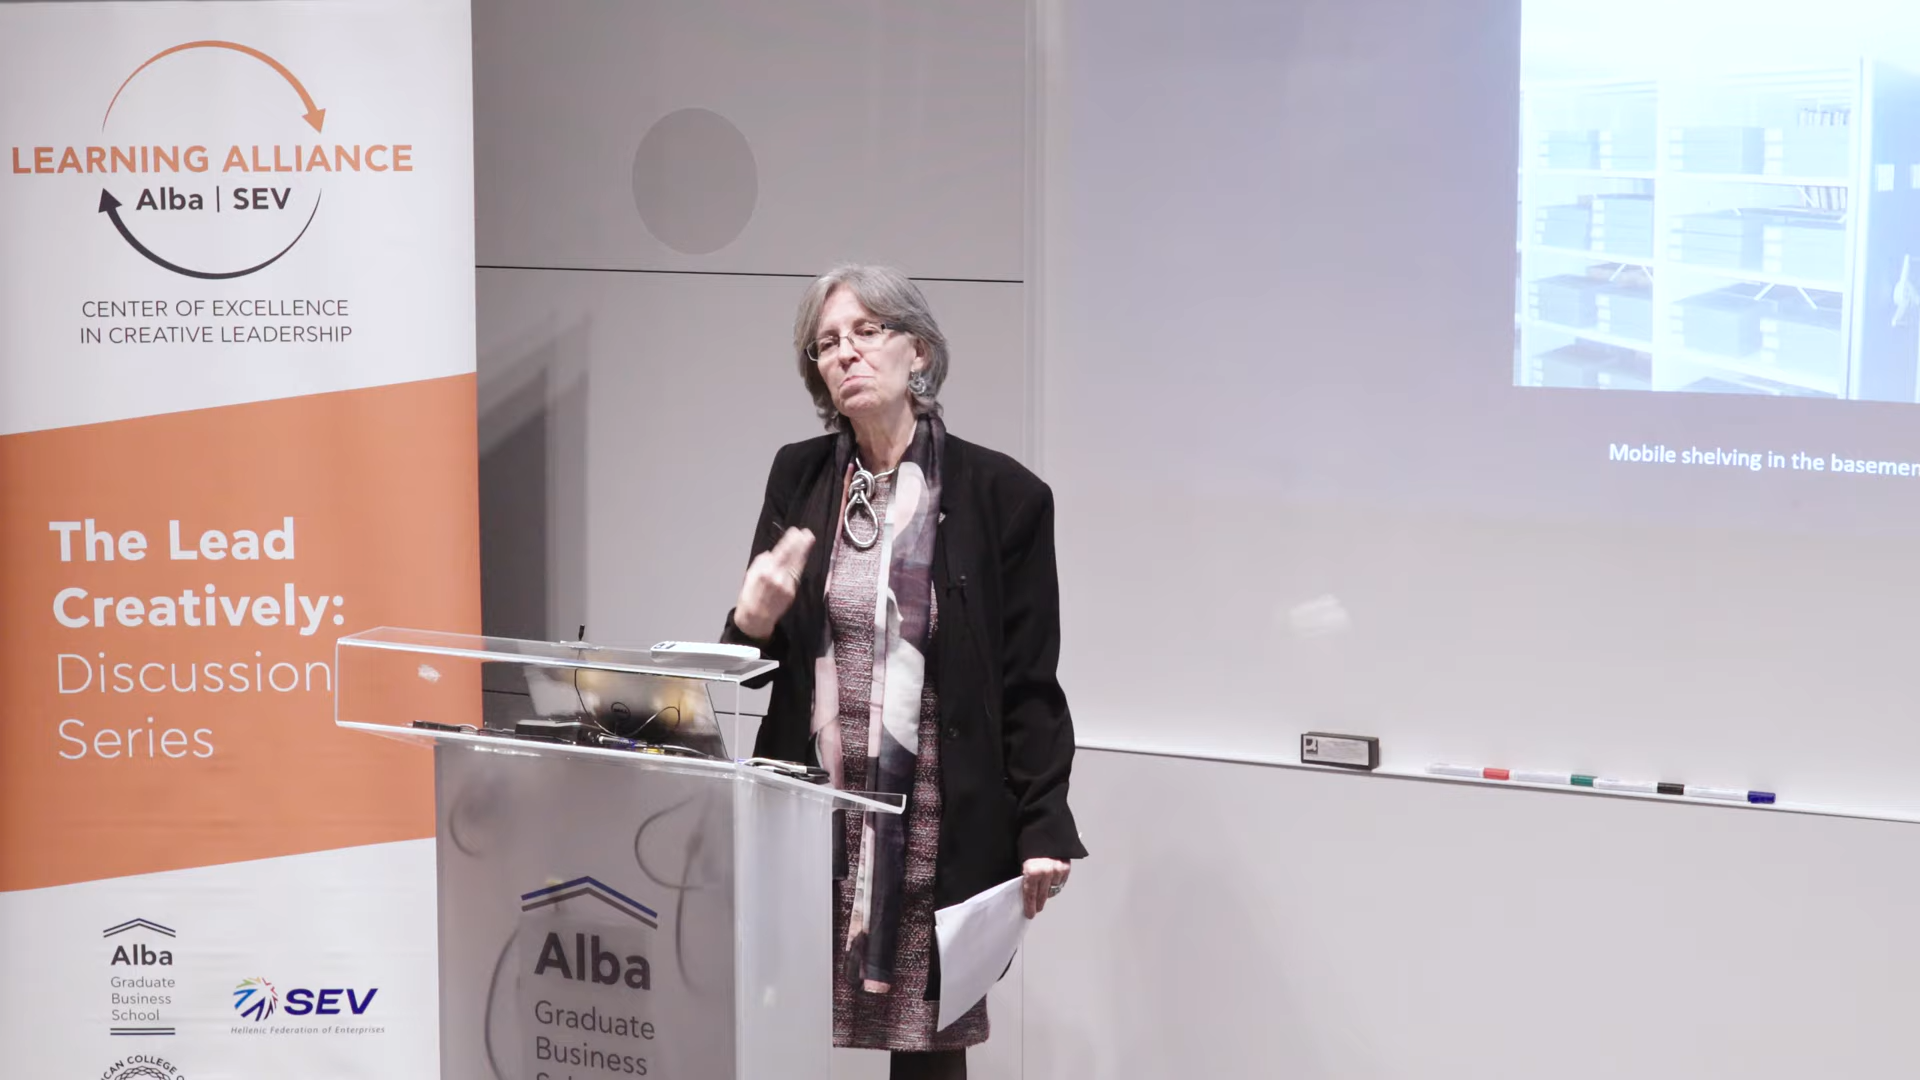 LEARNING ALLIANCE
Alba | SEV
CENTER OF EXCELLENCE
IN CREATIVE LEADERSHIP
The Lead
Creatively:
Discussion
Series
Alba
Graduate
Business
School
SEV
Hellenic Federation of Enterprises
COLLEGE
Alba
Graduate
Business
Mobile shelving in the